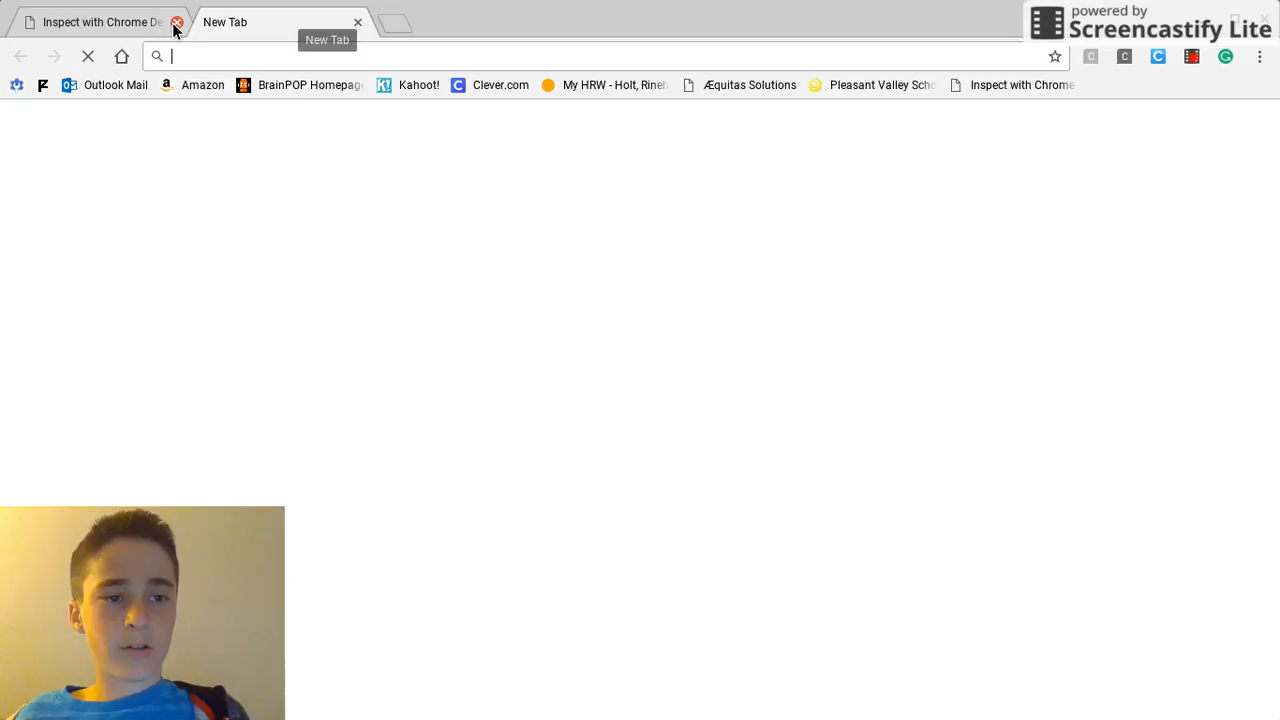 Inspect with Chrome De
New Tab
powered by
Screencastify Lite
New Tab
Outlook Mail
Amazon
BrainPOP Homepag
Kahoot!
Clever.com
My HRW - Holt, Rineh
Æquitas Solutions
Pleasant Valley Scho
Inspect with Chrome